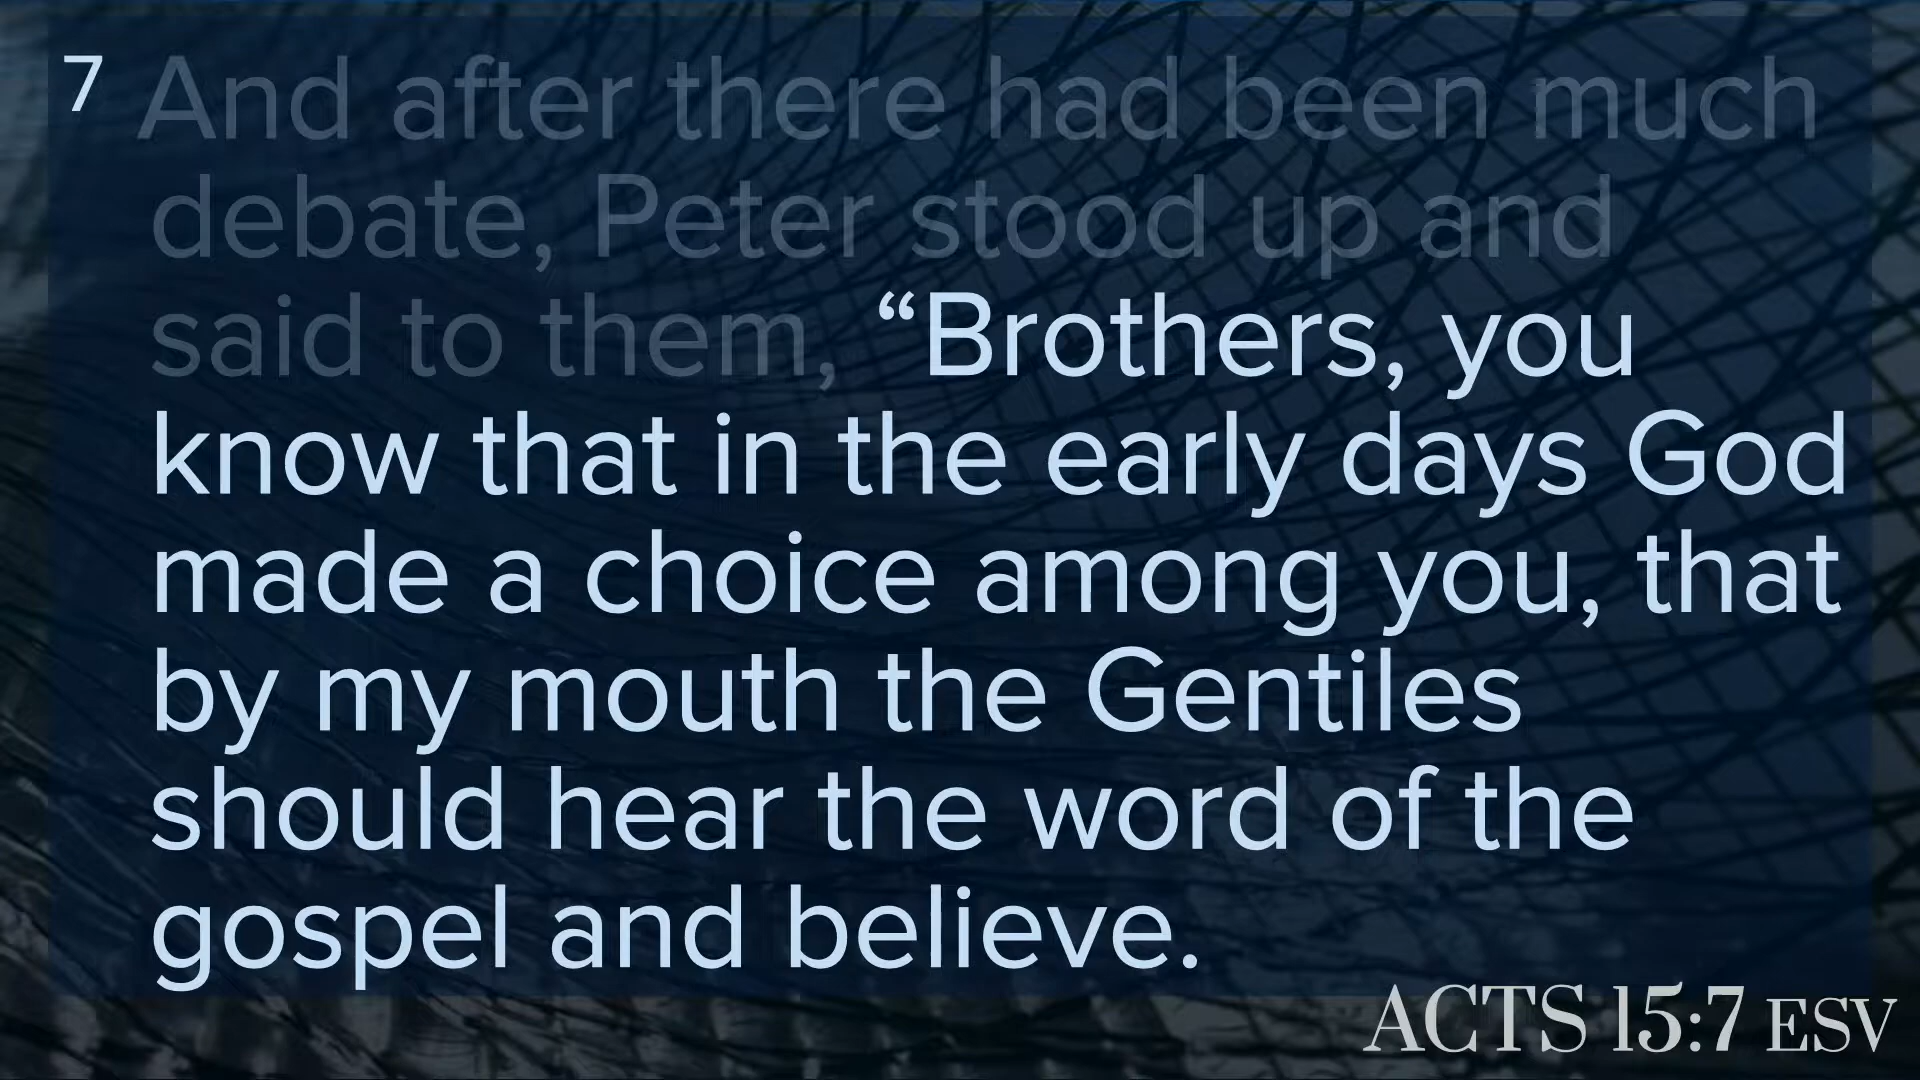 7 And after there had been much
debate, Peter stood up and
said to them, “Brothers, you
know that in the early days God
made a choice among you, that
by my mouth the Gentiles
should hear the word of the
gospel and believe.
ACTS 15:7 ESV